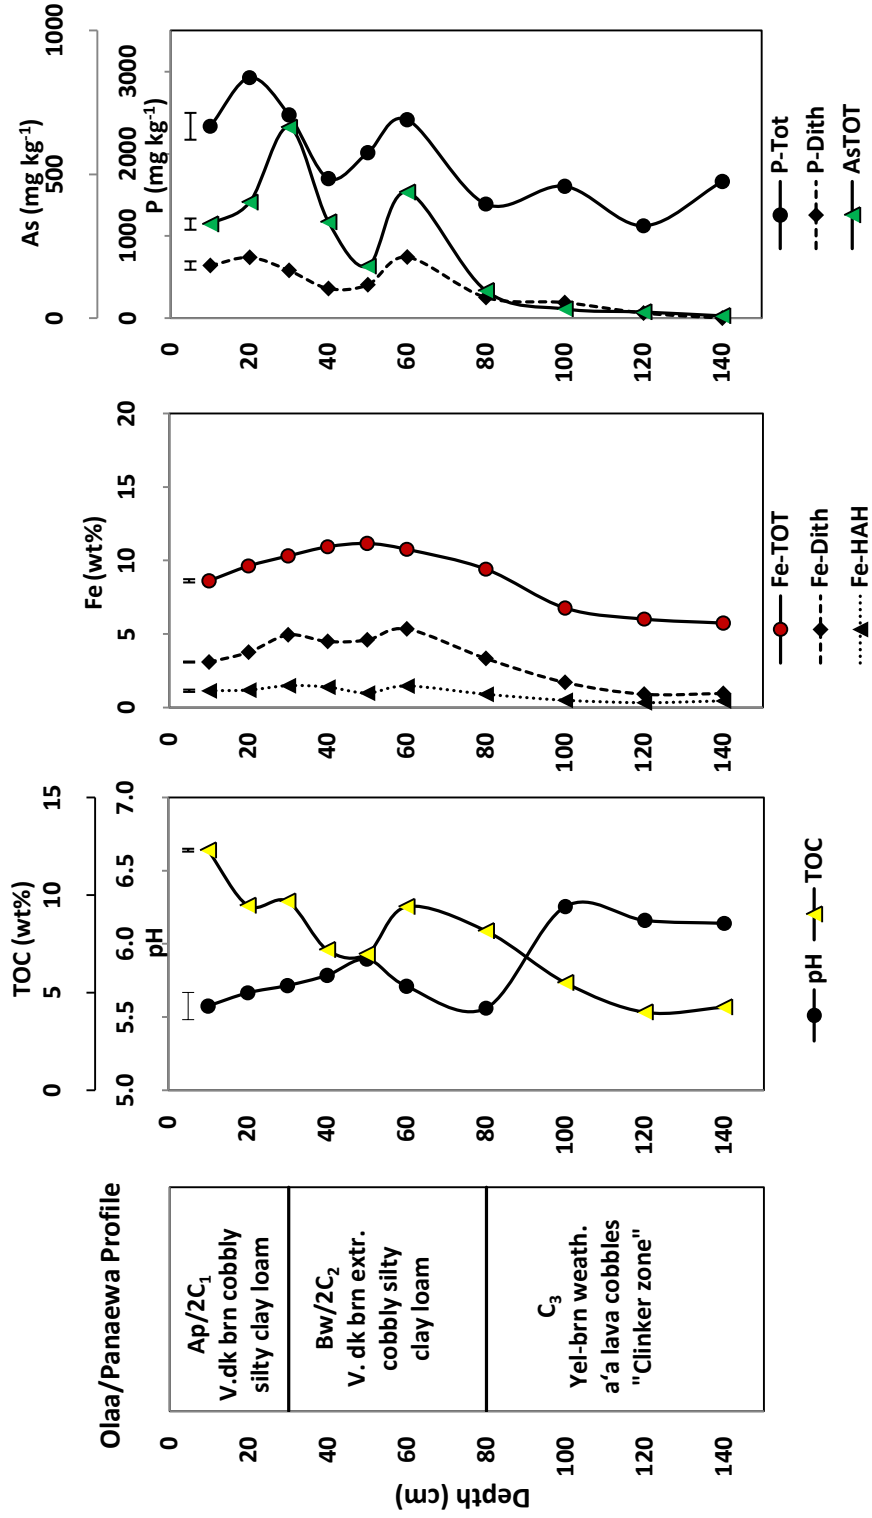 Olaa/Panaewa Profile
Depth (cm)
0
20
40
60
80
100
120
140
Ap/2C1
V.dk brn cobbly
silty clay loam
Bw/2C2
V. dk brn extr.
cobbly silty
clay loam
C3
Yel-brn weath.
a‘a lava cobbles
"Clinker zone"
TOC (wt%)
0 5 10 15
5.0 5.5 6.0 6.5 7.0
pH
0
20
40
60
80
100
120
140
pH TOC
Fe (wt%)
0 5 10 15 20
0
20
40
60
80
100
120
140
Fe-TOT
Fe-Dith
Fe-HAH
As (mg kg-1)
0 500 1000
0 1000 2000 3000
P (mg kg-1)
0
20
40
60
80
100
120
140
P-Tot
P-Dith
AsTOT